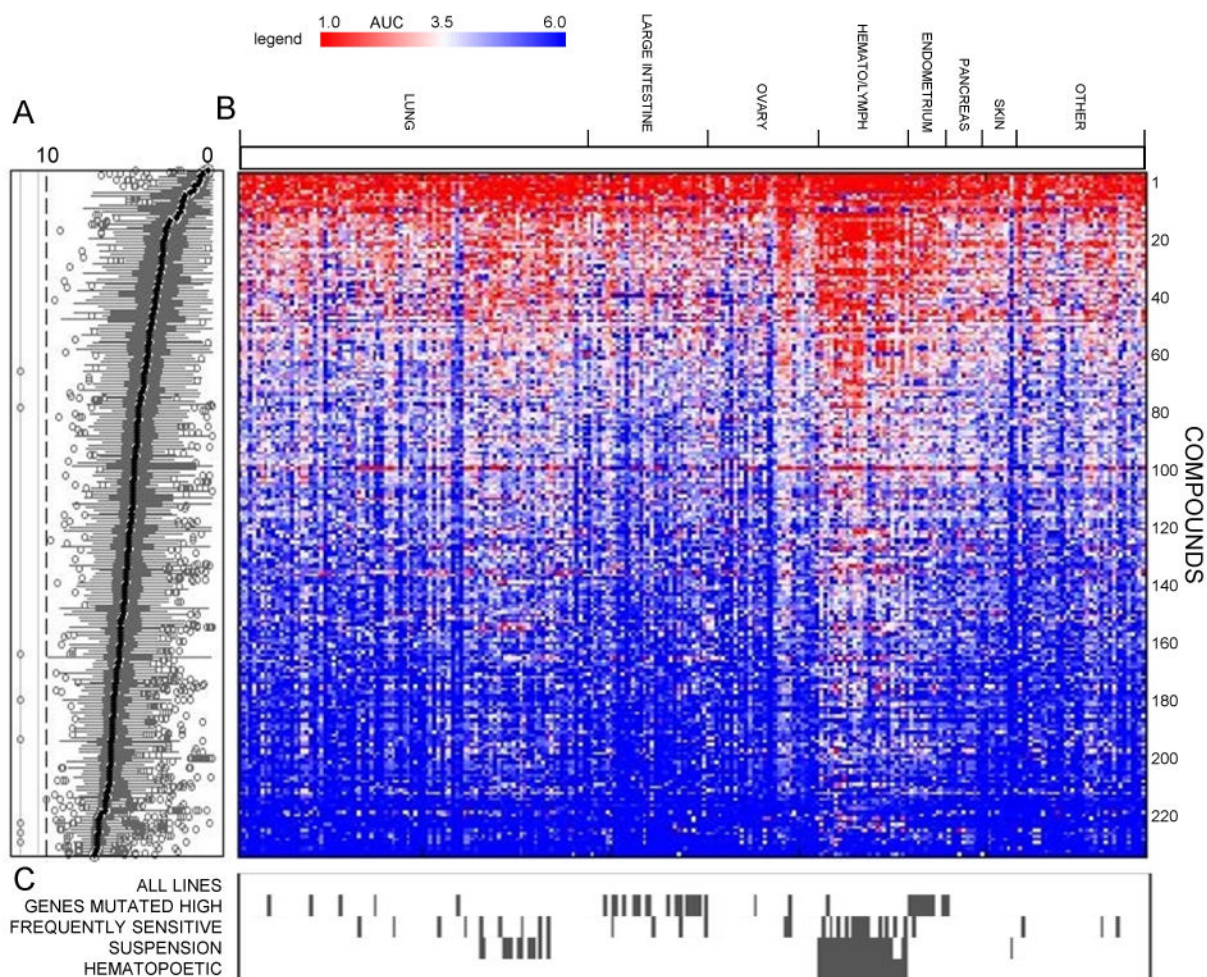 1.0 AUC 3.5 6.0
legend
A
B
LUNG
LARGE INTESTINE
OVARY
HEMATO/LYMPH
ENDOMETRIUM
PANCREAS
SKIN
OTHER
10 0
1
20
40
60
80
100
120
140
160
180
200
220
COMPOUNDS
C
ALL LINES
GENES MUTATED HIGH
FREQUENTLY SENSITIVE
SUSPENSION
HEMATOPOETIC